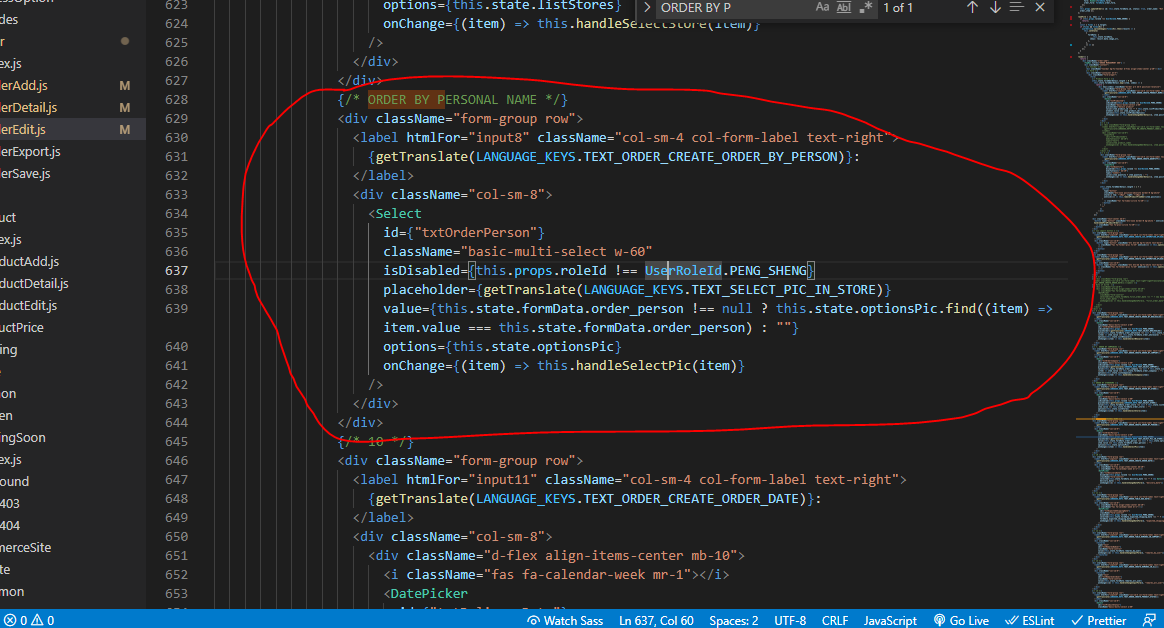 ORDER BY P
Aa Abl .* 1 of 1
des
r
ex.js
derAdd.js M
derDetail.js M
derEdit.js M
derExport.js
derSave.js
uct
ex.js
ductAdd.js
ductDetail.js
ductEdit.js
uctPrice
ing
on
en
ingSoon
ex.js
ound
403
404
merceSite
te
mon
623 options={this.state.listStores}
624 onChange={(item) => this.handleSelectStore(item)}
625 />
626 </div>
627 </div>
628 {/* ORDER BY PERSONAL NAME */}
629 <div className="form-group row">
630 <label htmlFor="input8" className="col-sm-4 col-form-label text-right">
631 {getTranslate(LANGUAGE_KEYS.TEXT_ORDER_CREATE_ORDER_BY_PERSON)}:
632 </label>
633 <div className="col-sm-8">
634 <Select
635 id={"txtOrderPerson"}
636 className="basic-multi-select w-60"
637 isDisabled={this.props.roleId !== UserRoleId.PENG_SHENG}
638 placeholder={getTranslate(LANGUAGE_KEYS.TEXT_SELECT_PIC_IN_STORE)}
639 value={this.state.formData.order_person !== null ? this.state.optionsPic.find((item) =>
item.value === this.state.formData.order_person) : ""}
640 options={this.state.optionsPic}
641 onChange={(item) => this.handleSelectPic(item)}
642 />
643 </div>
644 </div>
645 {/* 10 */}
646 <div className="form-group row">
647 <label htmlFor="input11" className="col-sm-4 col-form-label text-right">
648 {getTranslate(LANGUAGE_KEYS.TEXT_ORDER_CREATE_ORDER_DATE)}:
649 </label>
650 <div className="col-sm-8">
651 <div className="d-flex align-items-center mb-10">
652 <i className="fas fa-calendar-week mr-1"></i>
653 <DatePicker
0 0 Watch Sass Ln 637, Col 60 Spaces: 2 UTF-8 CRLF JavaScript Go Live ESLint Prettier